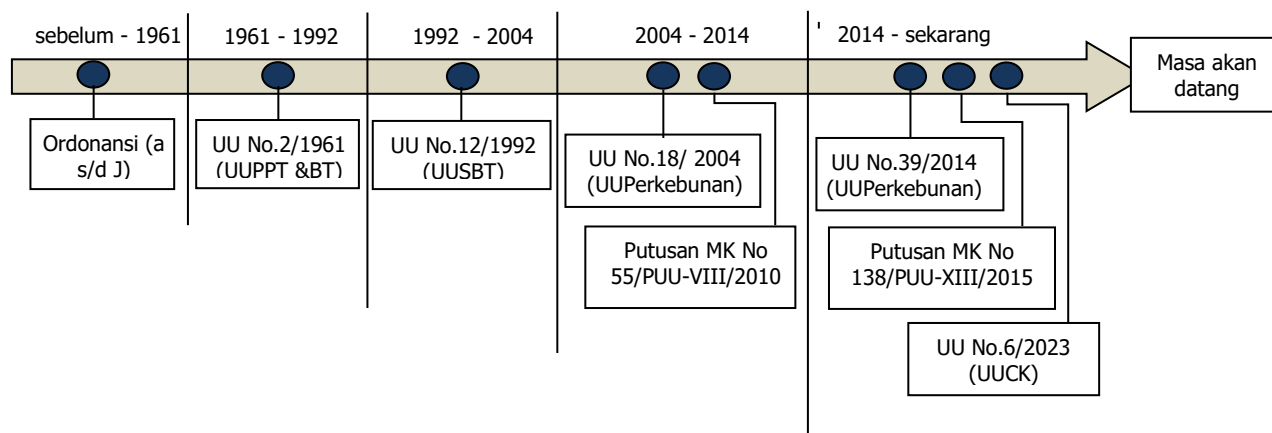 sebelum - 1961
1961 - 1992
1992 - 2004
2004 - 2014
' 2014 - sekarang
Masa akan
datang
Ordonansi (a
s/d J)
UU No.2/1961
(UUPPT &BT)
UU No.12/1992
(UUSBT)
UU No.18/ 2004
(UUPerkebunan)
UU No.39/2014
(UUPerkebunan)
Putusan MK No
55/PUU-VIII/2010
Putusan MK No
138/PUU-XIII/2015
UU No.6/2023
(UUCK)